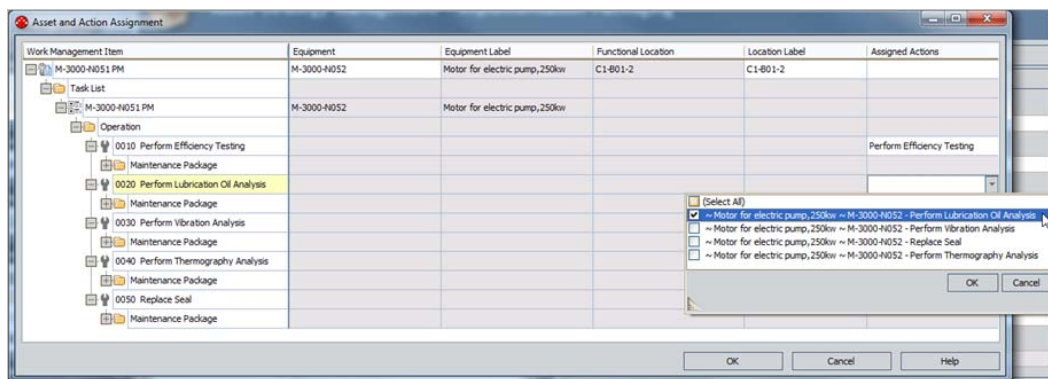 Asset and Action Assignment
Work Management Item Equipment Equipment Label Functional Location Location Label Assigned Actions
M-3000-N051 PM M-3000-N052 Motor for electric pump,250kw C1-B01-2 C1-B01-2
Task List
M-3000-N051 PM M-3000-N052 Motor for electric pump,250kw
Operation
0010 Perform Efficiency Testing Perform Efficiency Testing
Maintenance Package
0020 Perform Lubrication Oil Analysis
Maintenance Package
0030 Perform Vibration Analysis
Maintenance Package
0040 Perform Thermography Analysis
Maintenance Package
0050 Replace Seal
Maintenance Package
(Select All)
~ Motor for electric pump,250kw ~ M-3000-N052 - Perform Lubrication Oil Analysis
~ Motor for electric pump,250kw ~ M-3000-N052 - Perform Vibration Analysis
~ Motor for electric pump,250kw ~ M-3000-N052 - Replace Seal
~ Motor for electric pump,250kw ~ M-3000-N052 - Perform Thermography Analysis
OK Cancel
OK Cancel Help